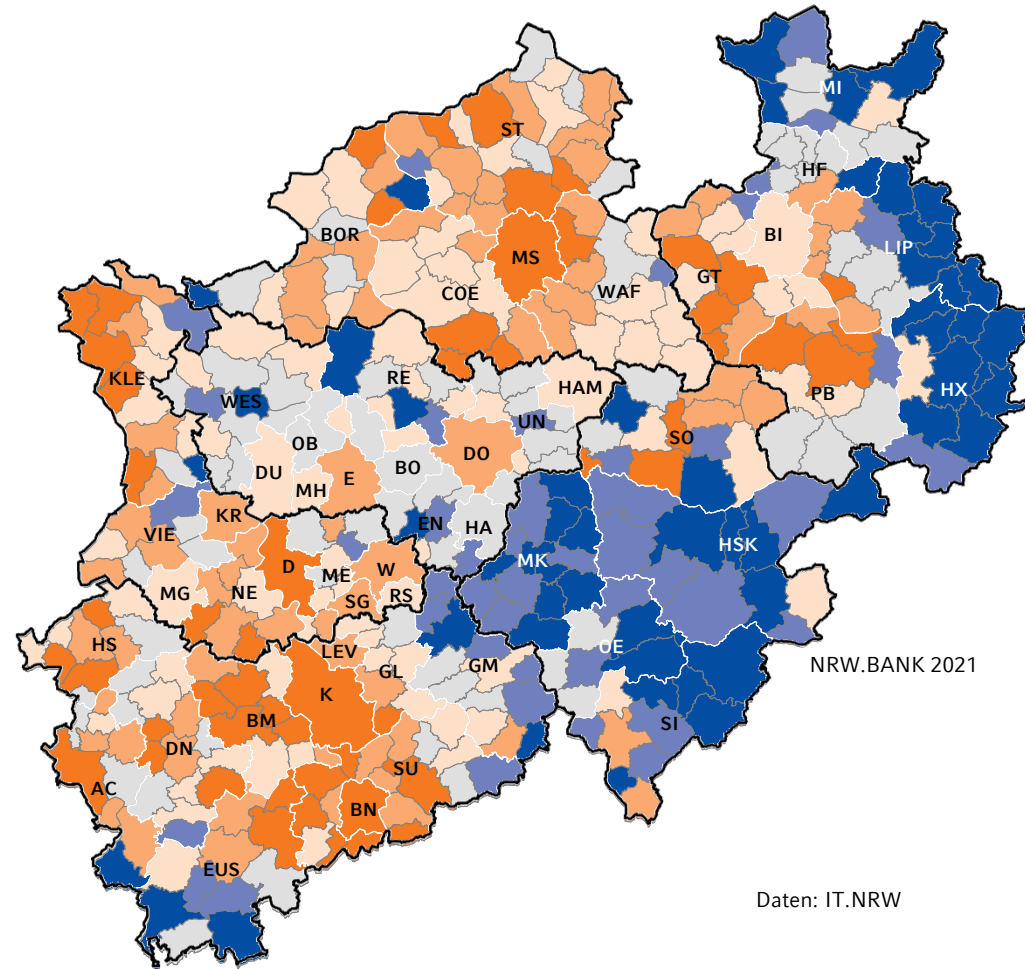 MI
ST
HF
BOR
BI
LIP
MS
GT
COE
WAF
KLE
RE
HAM
PB
HX
WES
UN
SO
OB
DO
DU
BO
E
MH
KR
EN
HA
VIE
HSK
MK
D
ME
W
MG
NE
SG
RS
HS
OE
LEV
GL
GM
NRW.BANK 2021
K
BM
SI
DN
SU
AC
BN
EUS
Daten: IT.NRW